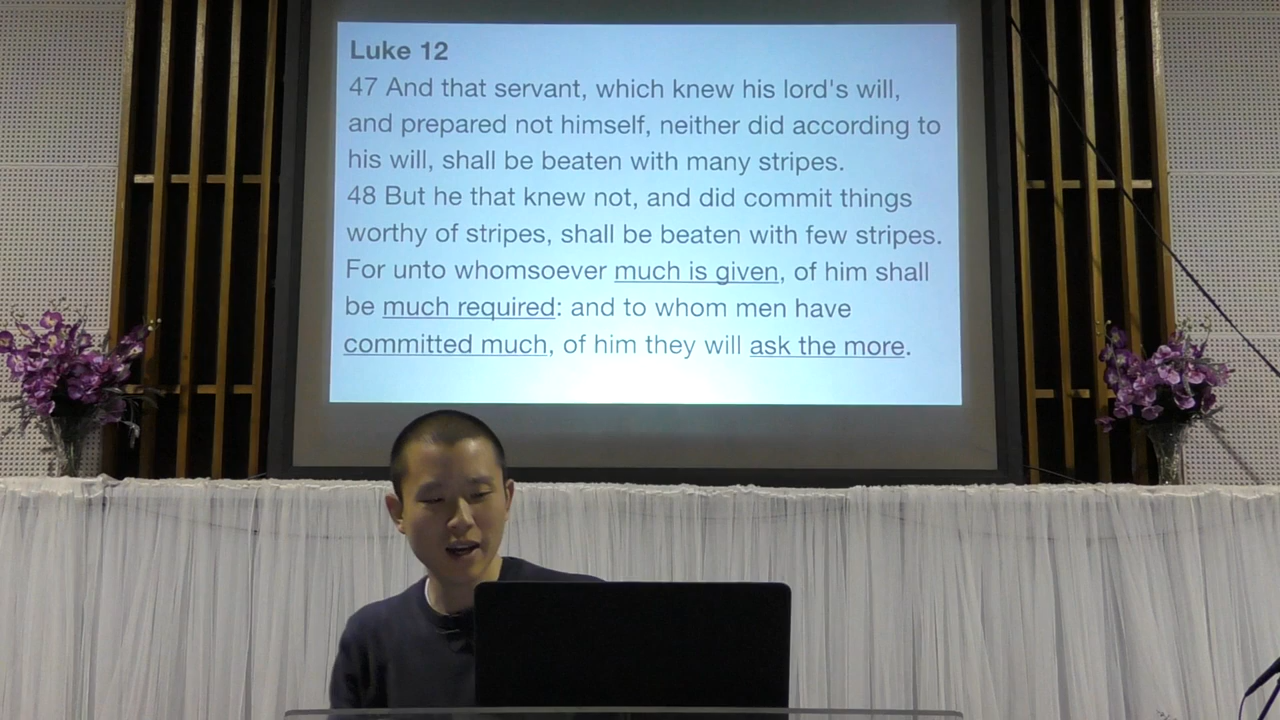 Luke 12
47 And that servant, which knew his lord's will,
and prepared not himself, neither did according to
his will, shall be beaten with many stripes.
48 But he that knew not, and did commit things
worthy of stripes, shall be beaten with few stripes.
For unto whomsoever much is given, of him shall
be much required: and to whom men have
committed much, of him they will ask the more.